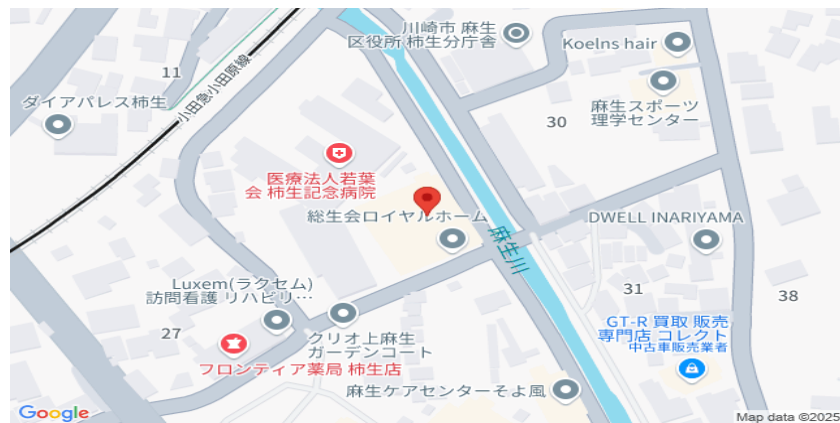 川崎市 麻生
区役所 柿生分庁舎
Koelns hair
11
小田急小田原線
ダイアパレス柿生
麻生スポーツ
理学センター
30
医療法人若葉
会 柿生記念病院
総生会ロイヤルホーム
DWELL INARIYAMA
麻生川
Luxem(ラクセム)
訪問看護 リハビリ…
31
38
27
クリオ上麻生
ガーデンコート
GT-R 買取 販売
専門店 コレクト
中古車販売業者
フロンティア薬局 柿生店
麻生ケアセンターそよ風
Google
Map data ©2025